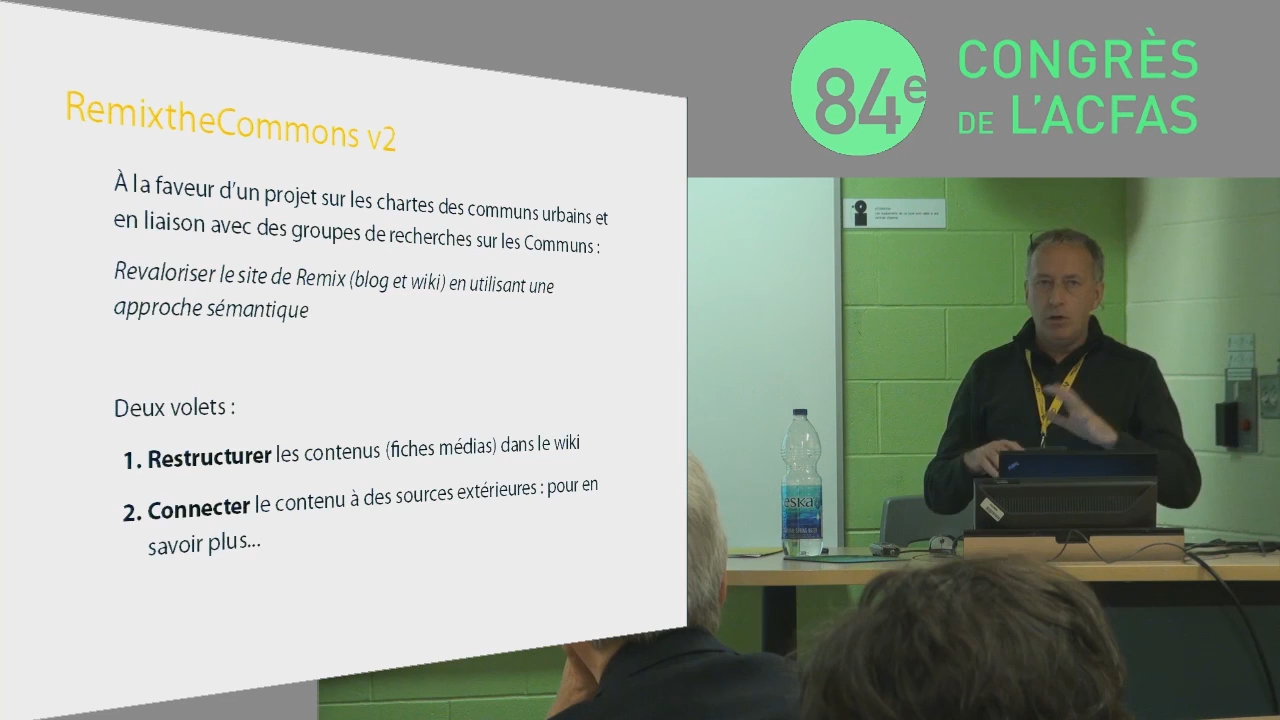 RemixtheCommons v2
À la faveur d'un projet sur les chartes des communs urbains et
en liaison avec des groupes de recherches sur les Communs :
Revaloriser le site de Remix (blog et wiki) en utilisant une
approche sémantique
Deux volets :
1. Restructurer les contenus (fiches médias) dans le wiki
2. Connecter le contenu à des sources extérieures : pour en
savoir plus...
84e
CONGRÈS
DE L'ACFAS
eska